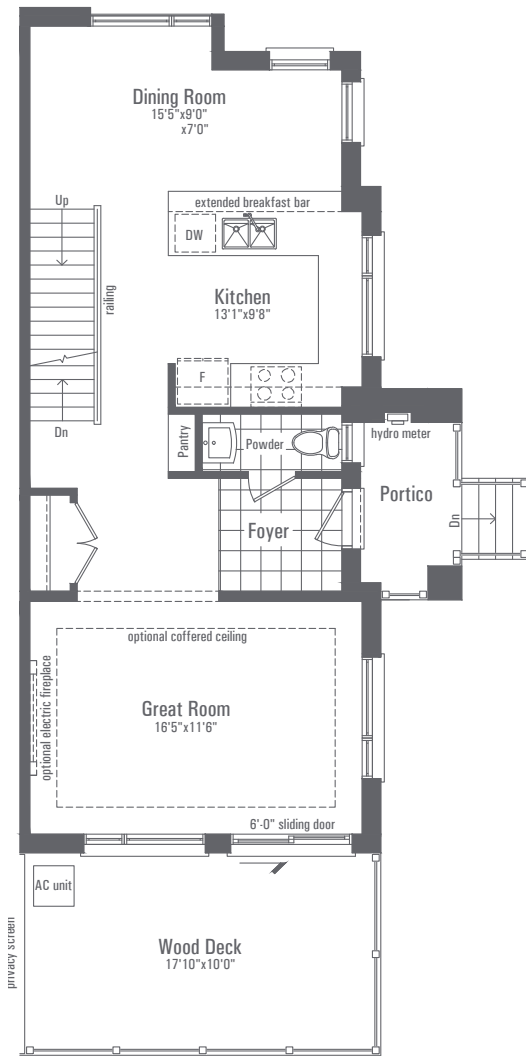 Dining Room
15'5"x9'0"
x7'0"
Up
extended breakfast bar
DW
railing
Kitchen
13'1"x9'8"
F
Dn
Pantry
Powder
hydro meter
Portico
Foyer
Dn
optional coffered ceiling
optional electric fireplace
Great Room
16'5"x11'6"
6'-0" sliding door
AC unit
privacy screen
Wood Deck
17'10"x10'0"